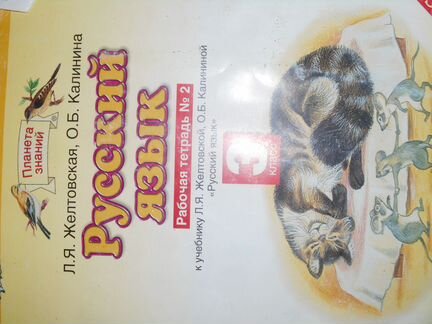 Л.Я. Желтовская, О.Б. Калинина
Планета
знаний
Русский
язык
Рабочая тетрадь № 2
к учебнику Л.Я. Желтовской, О.Б. Калининой
«Русский язык»
3
класс